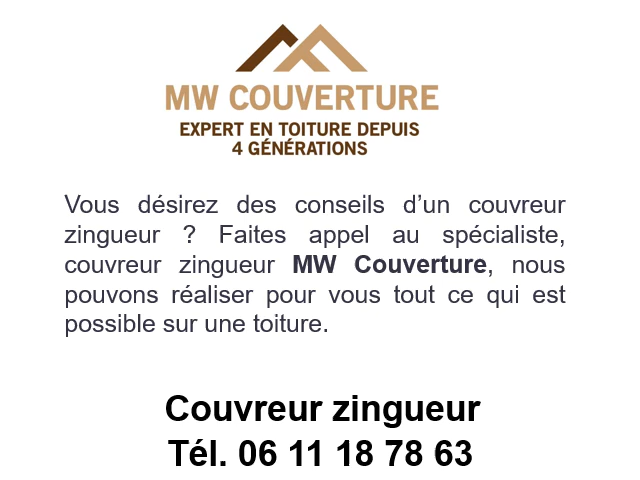 MW COUVERTURE
EXPERT EN TOITURE DEPUIS
4 GÉNÉRATIONS
Vous désirez des conseils d’un couvreur
zingueur ? Faites appel au spécialiste,
couvreur zingueur MW Couverture, nous
pouvons réaliser pour vous tout ce qui est
possible sur une toiture.
Couvreur zingueur
Tél. 06 11 18 78 63